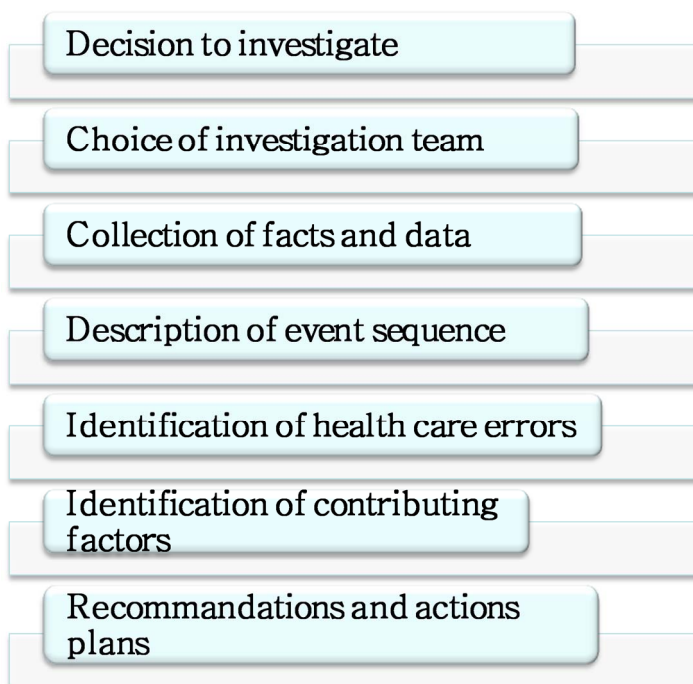 Decision to investigate
Choice of investigation team
Collection of facts and data
Description of event sequence
Identification of health care errors
Identification of contributing
factors
Recommandations and actions
plans